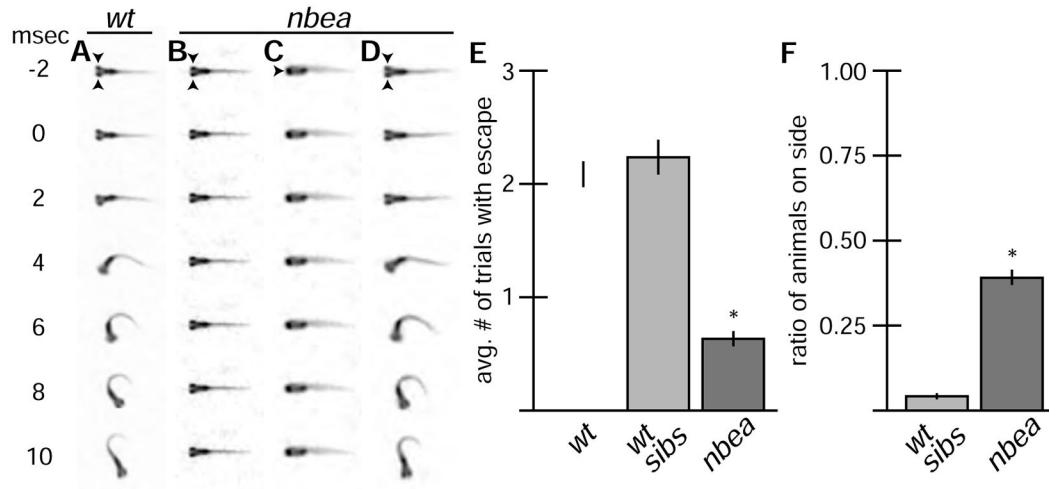 wt
nbea
msec
A
B
C
D
-2
0
2
4
6
8
10
E
avg. # of trials with escape
3
2
1
*
wt
wt sibs
nbea
F
ratio of animals on side
1.00
0.75
0.50
0.25
*
wt sibs
nbea